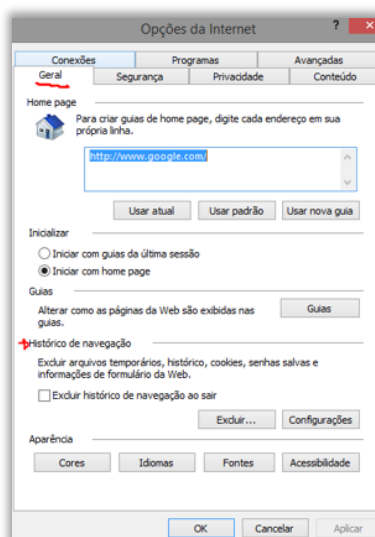 Opções da Internet
?
Conexões Programas Avançadas
Geral Segurança Privacidade Conteúdo
Home page
Para criar guias de home page, digite cada endereço em sua
própria linha.
http://www.google.com/
Usar atual Usar padrão Usar nova guia
Inicializar
Iniciar com guias da última sessão
Iniciar com home page
Guias
Alterar como as páginas da Web são exibidas nas
guias.
Guias
Histórico de navegação
Excluir arquivos temporários, histórico, cookies, senhas salvas e
informações de formulário da Web.
Excluir histórico de navegação ao sair
Excluir... Configurações
Aparência
Cores Idiomas Fontes Acessibilidade
OK Cancelar Aplicar